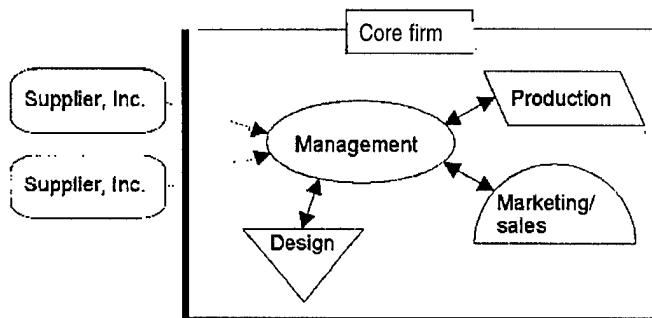 Core firm
Supplier, Inc.
Production
Management
Supplier, Inc.
Marketing/
sales
Design